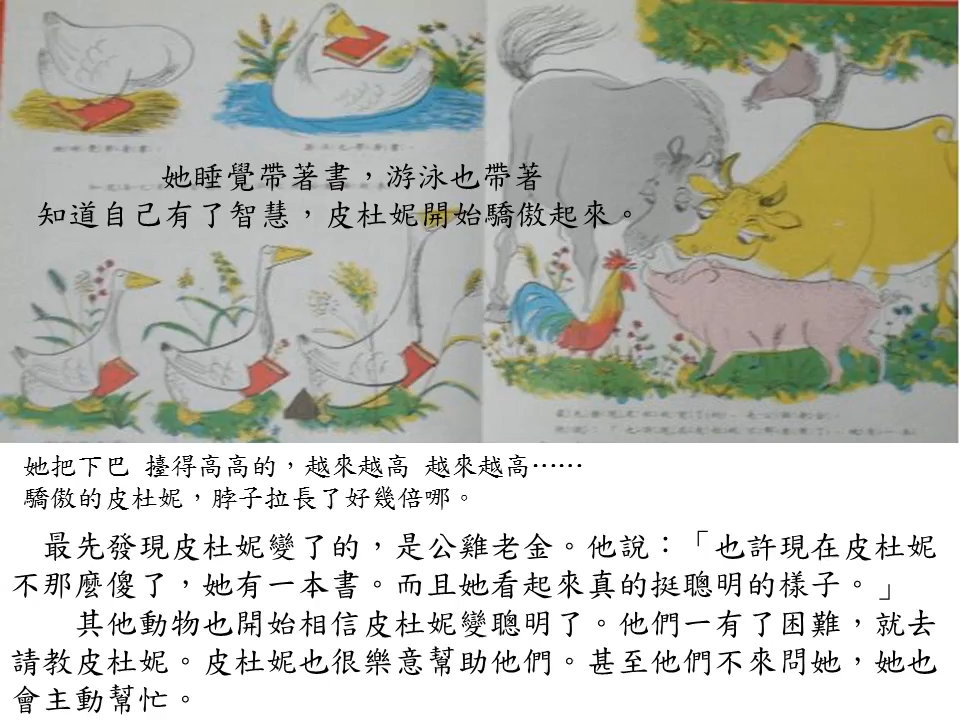 她睡覺帶著書，游泳也帶著
知道自己有了智慧，皮杜妮開始驕傲起來。
她把下巴 擡得高高的，越來越高 越來越高……
驕傲的皮杜妮，脖子拉長了好幾倍哪。
最先發現皮杜妮變了的，是公雞老金。他說：「也許現在皮杜妮
不那麼傻了，她有一本書。而且她看起來真的挺聰明的樣子。」
其他動物也開始相信皮杜妮變聰明了。他們一有了困難，就去
請教皮杜妮。皮杜妮也很樂意幫助他們。甚至他們不來問她，她也
會主動幫忙。